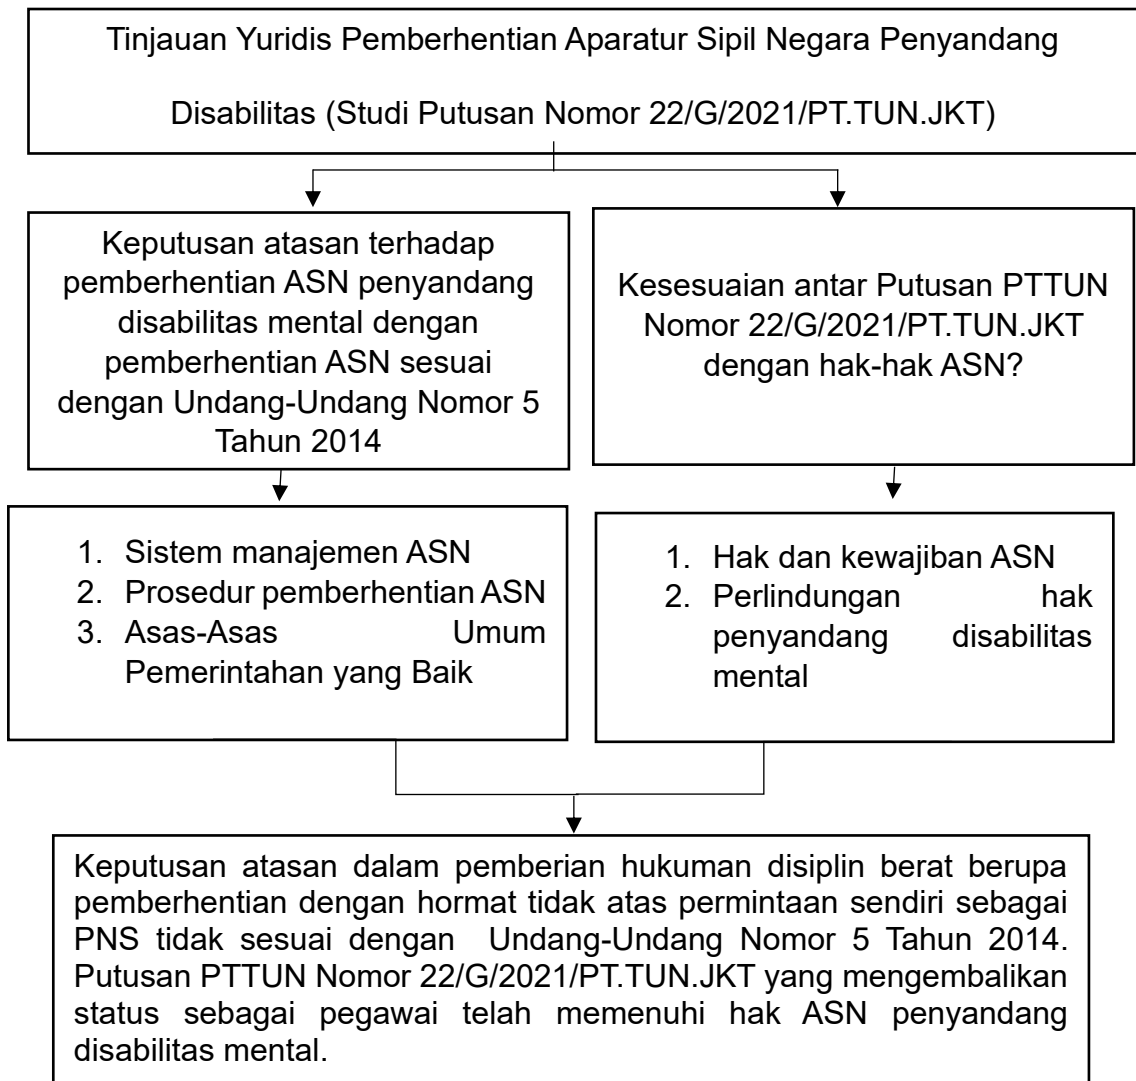 Tinjauan Yuridis Pemberhentian Aparatur Sipil Negara Penyandang
Disabilitas (Studi Putusan Nomor 22/G/2021/PT.TUN.JKT)
Keputusan atasan terhadap
pemberhentian ASN penyandang
disabilitas mental dengan
pemberhentian ASN sesuai
dengan Undang-Undang Nomor 5
Tahun 2014
Kesesuaian antar Putusan PTTUN
Nomor 22/G/2021/PT.TUN.JKT
dengan hak-hak ASN?
1. Sistem manajemen ASN
2. Prosedur pemberhentian ASN
3. Asas-Asas Umum
Pemerintahan yang Baik
1. Hak dan kewajiban ASN
2. Perlindungan hak
penyandang disabilitas
mental
Keputusan atasan dalam pemberian hukuman disiplin berat berupa
pemberhentian dengan hormat tidak atas permintaan sendiri sebagai
PNS tidak sesuai dengan Undang-Undang Nomor 5 Tahun 2014.
Putusan PTTUN Nomor 22/G/2021/PT.TUN.JKT yang mengembalikan
status sebagai pegawai telah memenuhi hak ASN penyandang
disabilitas mental.